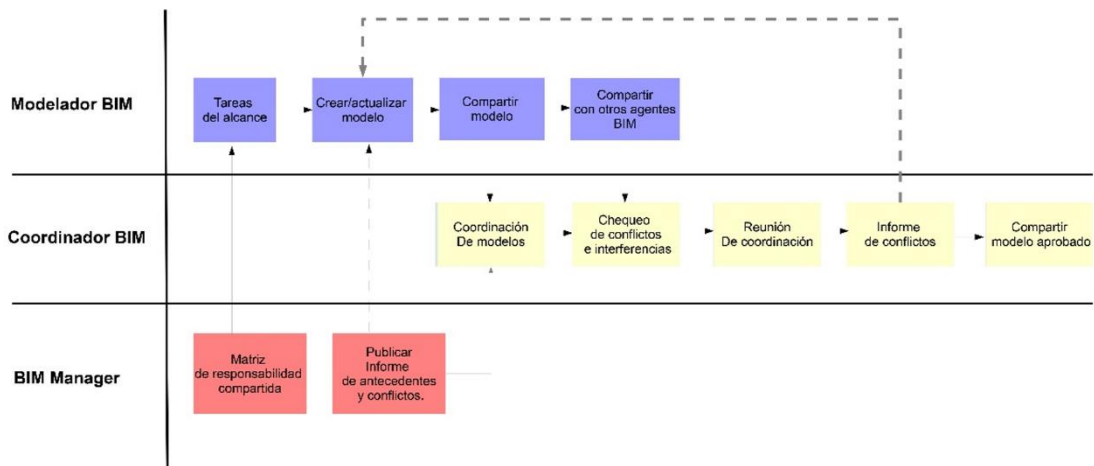 Modelador BIM
Tareas
del alcance
Crear/actualizar
modelo
Compartir
modelo
Compartir
con otros agentes
BIM
Coordinador BIM
Coordinación
De modelos
Chequeo
de conflictos
e interferencias
Reunión
De coordinación
Informe
de conflictos
Compartir
modelo aprobado
BIM Manager
Matriz
de responsabilidad
compartida
Publicar
Informe
de antecedentes
y conflictos.